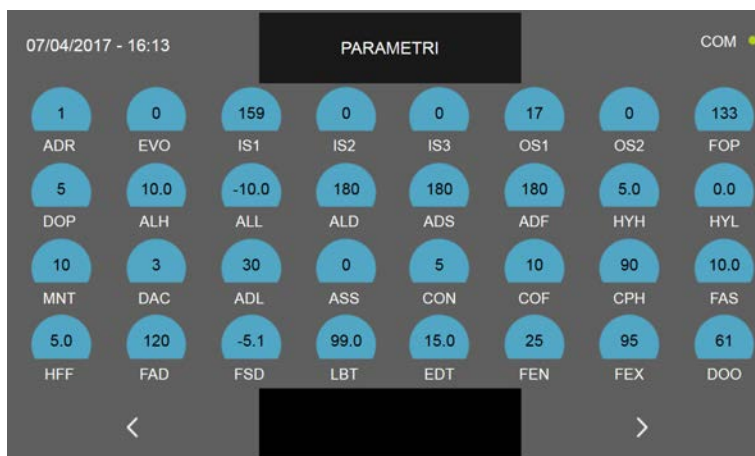 07/04/2017 - 16:13 PARAMETRI COM
1 0 159 0 0 17 0 133
ADR EVO IS1 IS2 IS3 OS1 OS2 FOP
5 10.0 -10.0 180 180 180 5.0 0.0
DOP ALH ALL ALD ADS ADF HYH HYL
10 3 30 0 5 10 90 10.0
MNT DAC ADL ASS CON COF CPH FAS
5.0 120 -5.1 99.0 15.0 25 95 61
HFF FAD FSD LBT EDT FEN FEX DOO